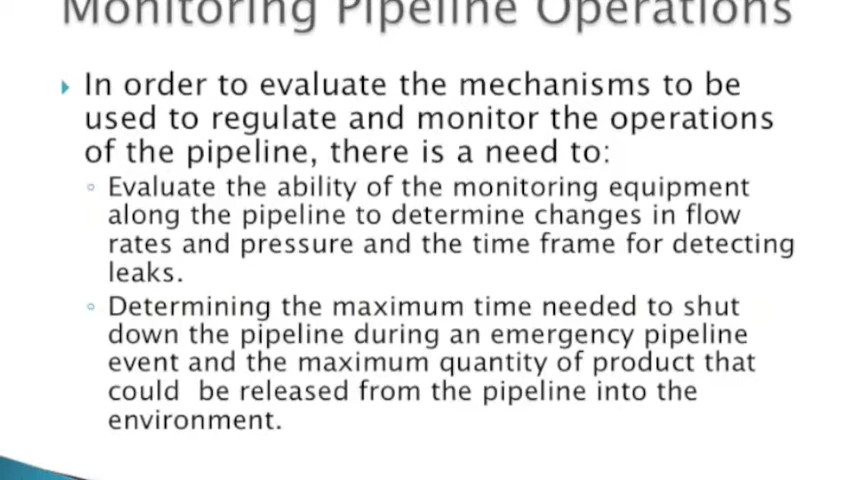 Monitoring Pipeline Operations
In order to evaluate the mechanisms to be
used to regulate and monitor the operations
of the pipeline, there is a need to:
Evaluate the ability of the monitoring equipment
along the pipeline to determine changes in flow
rates and pressure and the time frame for detecting
leaks.
Determining the maximum time needed to shut
down the pipeline during an emergency pipeline
event and the maximum quantity of product that
could  be released from the pipeline into the
environment.